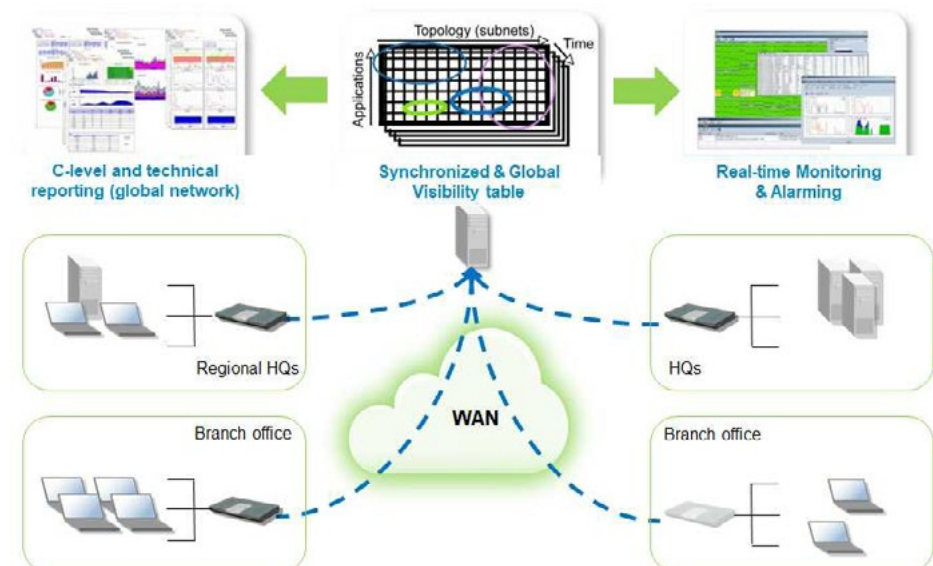 Topology (subnets)
Time
Applications
C-level and technical
reporting (global network)
Synchronized & Global
Visibility table
Real-time Monitoring
& Alarming
Regional HQs
HQs
WAN
Branch office
Branch office